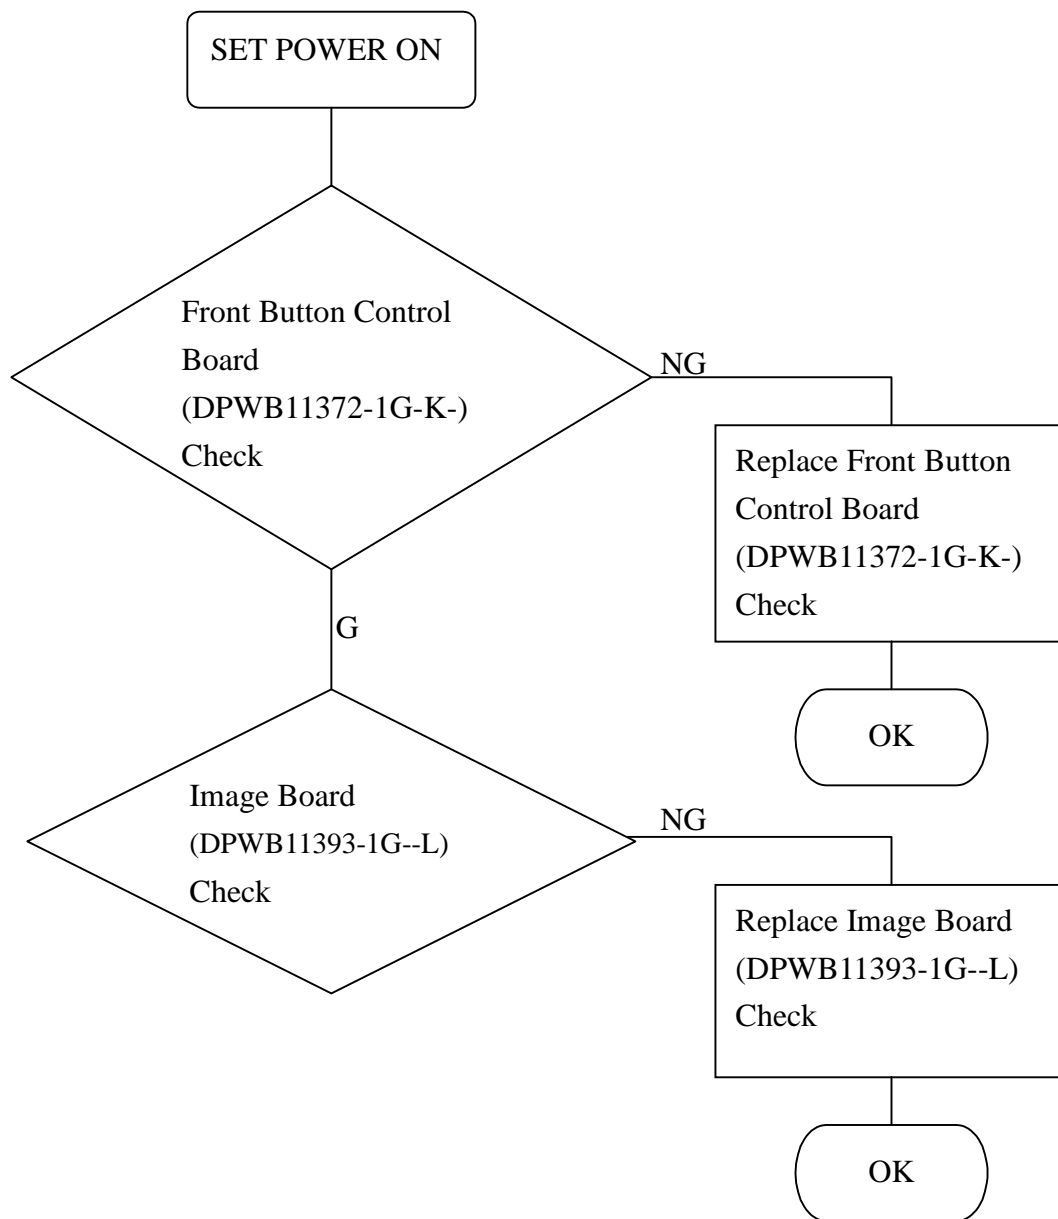 SET POWER ON
Front Button Control
Board
(DPWB11372-1G-K-)
Check
NG
Replace Front Button
Control Board
(DPWB11372-1G-K-)
Check
G
OK
Image Board
(DPWB11393-1G--L)
Check
NG
Replace Image Board
(DPWB11393-1G--L)
Check
OK